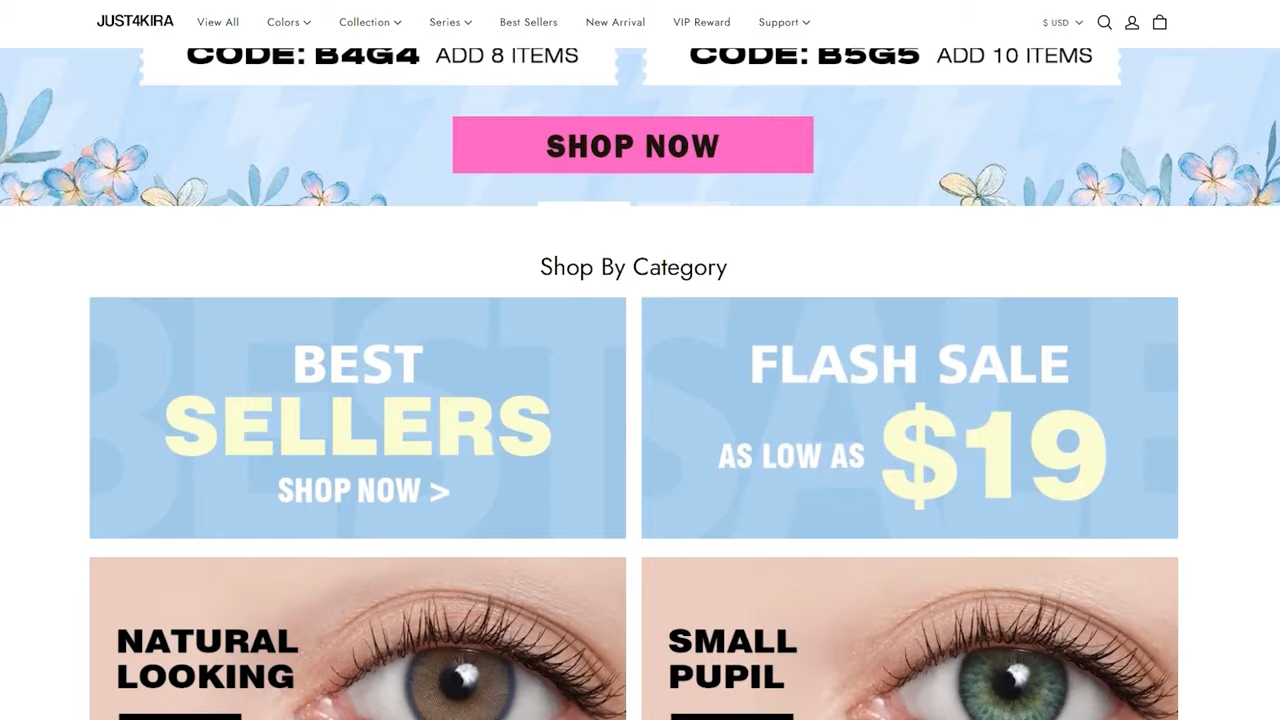 JUST4KIRA View All Colors Collection Series Best Sellers New Arrival VIP Reward Support $ USD
CODE: B4G4 ADD 8 ITEMS CODE: B5G5 ADD 10 ITEMS
SHOP NOW
Shop By Category
BEST
SELLERS
SHOP NOW >
FLASH SALE
AS LOW AS $19
NATURAL
LOOKING
SMALL
PUPIL